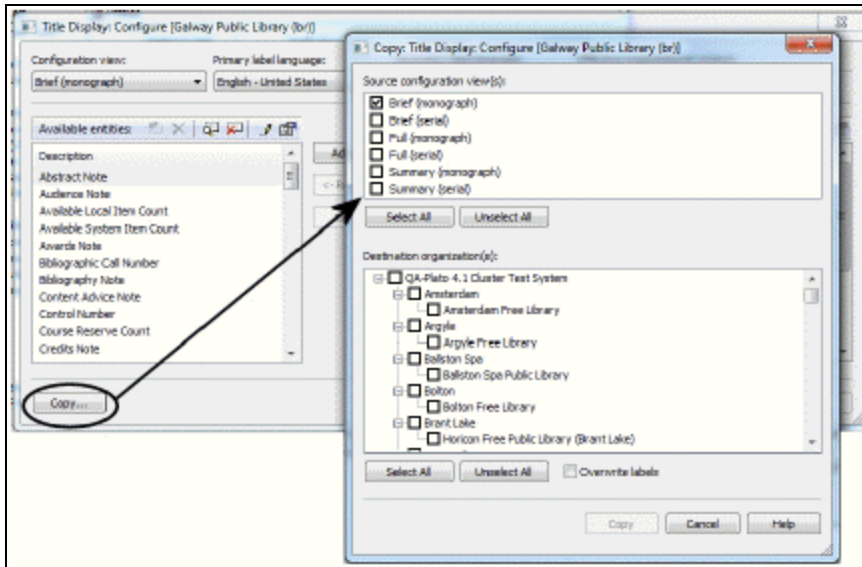 Title Display: Configure [Galway Public Library (br)]
Configuration view:
Primary label language:
Brief (monograph)
English - United States
Available entities:
Description
Abstract Note
Audience Note
Available Local Item Count
Available System Item Count
Awards Note
Bibliographic Call Number
Bibliography Note
Content Advice Note
Control Number
Course Reserve Count
Credits Note
Copy...
Copy: Title Display: Configure [Galway Public Library (br)]
Source configuration view(s):
Brief (monograph)
Brief (serial)
Full (monograph)
Full (serial)
Summary (monograph)
Summary (serial)
Select All
Unselect All
Destination organization(s):
QA-Plato 4.1 Cluster Test System
Amsterdam
Amsterdam Free Library
Argyle
Argyle Free Library
Ballston Spa
Ballston Spa Public Library
Bolton
Bolton Free Library
Brant Lake
Horicon Free Public Library (Brant Lake)
Select All
Unselect All
Overwrite labels
Copy
Cancel
Help